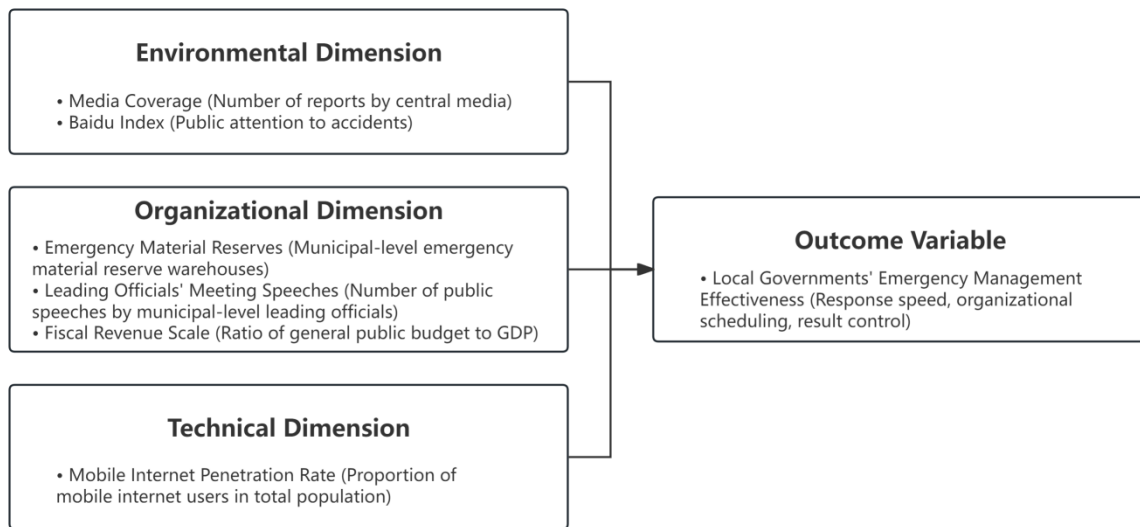 Environmental Dimension
• Media Coverage (Number of reports by central media)
• Baidu Index (Public attention to accidents)
Organizational Dimension
• Emergency Material Reserves (Municipal-level emergency
material reserve warehouses)
• Leading Officials' Meeting Speeches (Number of public
speeches by municipal-level leading officials)
• Fiscal Revenue Scale (Ratio of general public budget to GDP)
Technical Dimension
• Mobile Internet Penetration Rate (Proportion of
mobile internet users in total population)
Outcome Variable
• Local Governments' Emergency Management
Effectiveness (Response speed, organizational
scheduling, result control)